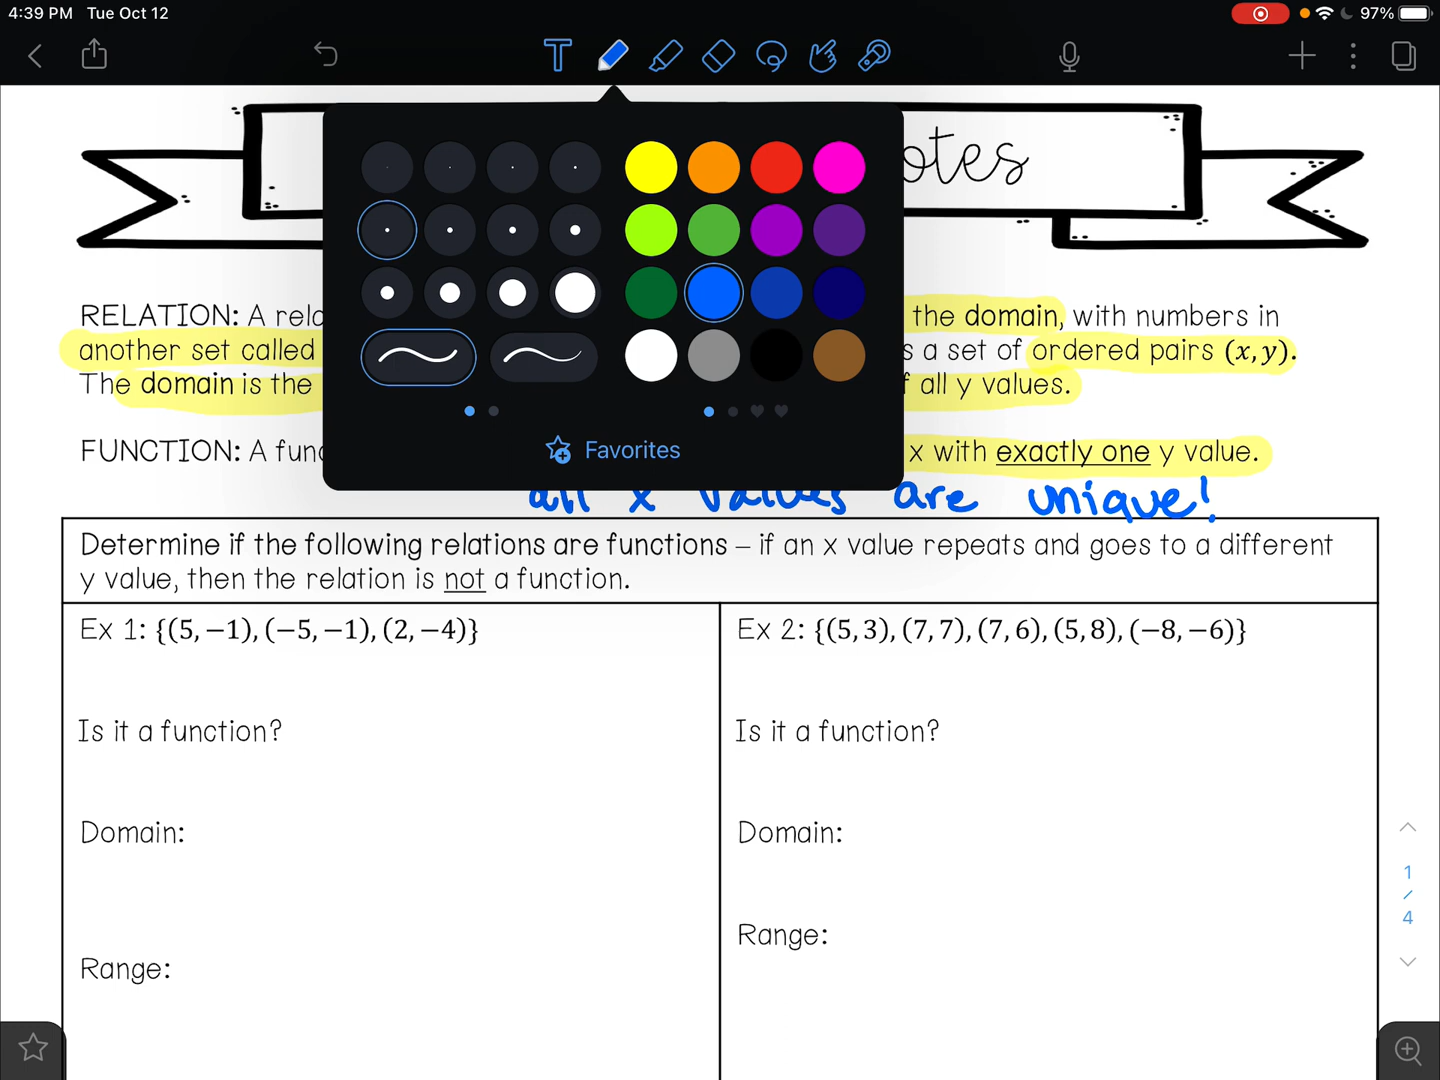 4:39 PM Tue Oct 12
97%
otes
RELATION: A rela the domain, with numbers in
another set called s a set of ordered pairs (x, y).
The domain is the f all y values.
FUNCTION: A func x with exactly one y value.
all x values are unique!
Favorites
Determine if the following relations are functions – if an x value repeats and goes to a different
y value, then the relation is not a function.
Ex 1: {(5, −1), (−5, −1), (2, −4)}
Is it a function?
Domain:
Range:
Ex 2: {(5, 3), (7, 7), (7, 6), (5, 8), (−8, −6)}
Is it a function?
Domain:
Range:
1
/
4